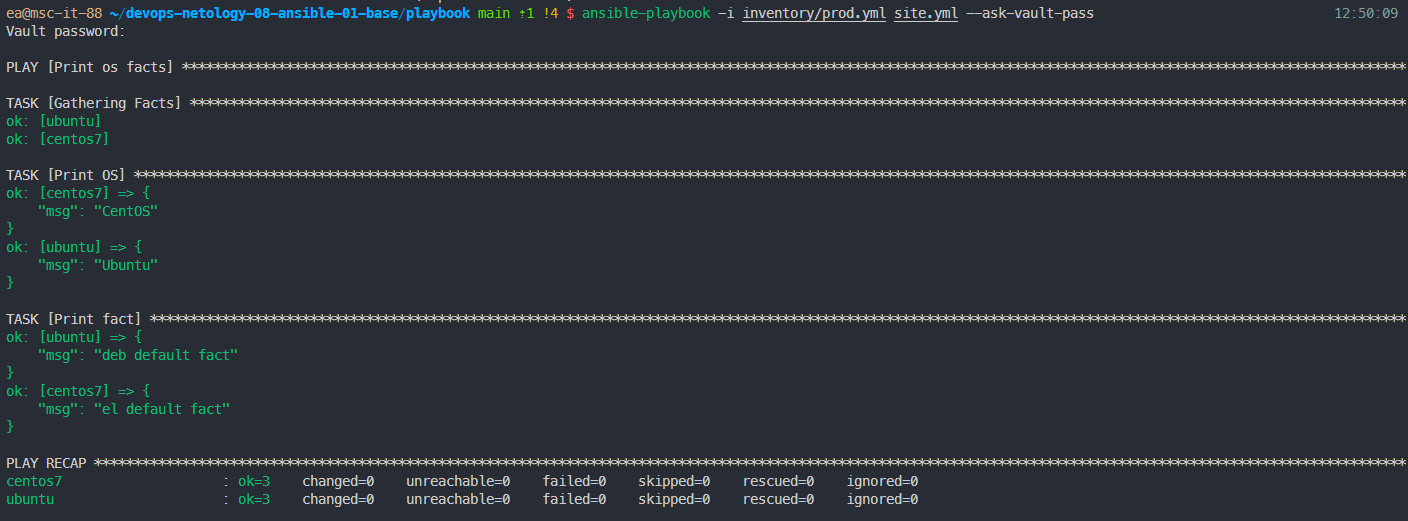 ea@msc-it-88 ~/devops-netology-08-ansible-01-base/playbook main ⇡1 !4 $ ansible-playbook -i inventory/prod.yml site.yml --ask-vault-pass 12:50:09
Vault password:
PLAY [Print os facts] ****************************************************************************************************************************************************
TASK [Gathering Facts] ***************************************************************************************************************************************************
ok: [ubuntu]
ok: [centos7]
TASK [Print OS] **********************************************************************************************************************************************************
ok: [centos7] => {
    "msg": "CentOS"
}
ok: [ubuntu] => {
    "msg": "Ubuntu"
}
TASK [Print fact] ********************************************************************************************************************************************************
ok: [ubuntu] => {
    "msg": "deb default fact"
}
ok: [centos7] => {
    "msg": "el default fact"
}
PLAY RECAP ***************************************************************************************************************************************************************
centos7                    : ok=3    changed=0    unreachable=0    failed=0    skipped=0    rescued=0    ignored=0
ubuntu                     : ok=3    changed=0    unreachable=0    failed=0    skipped=0    rescued=0    ignored=0